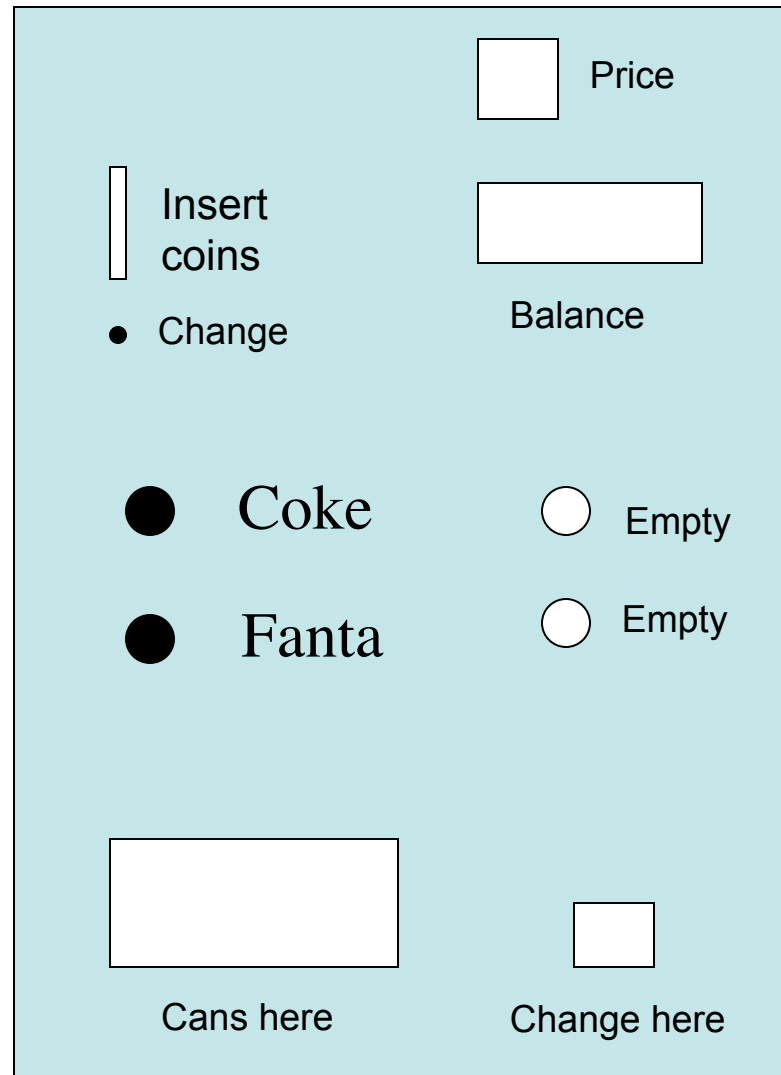 Price
Insert
coins
Balance
Change
Coke
Empty
Fanta
Empty
Cans here
Change here